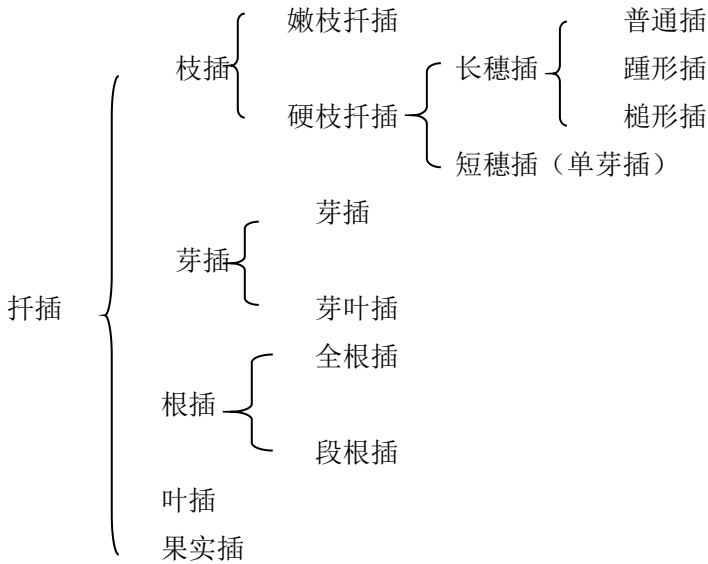 嫩枝扦插 普通插
枝插 长穗插 踵形插
硬枝扦插 槌形插
短穗插（单芽插）
芽插
芽插
扦插 芽叶插
全根插
根插
段根插
叶插
果实插